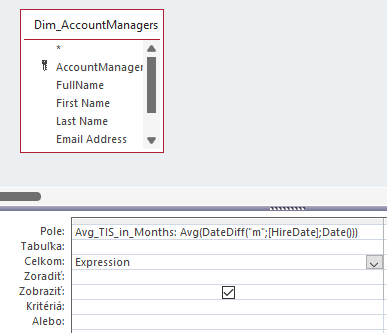 Dim_AccountManagers
*
AccountManager
FullName
First Name
Last Name
Email Address
Pole: Avg_TIS_in_Months: Avg(DateDiff("m";[HireDate];Date()))
Tabuľka:
Celkom: Expression
Zoradiť:
Zobraziť:
Kritériá:
Alebo: